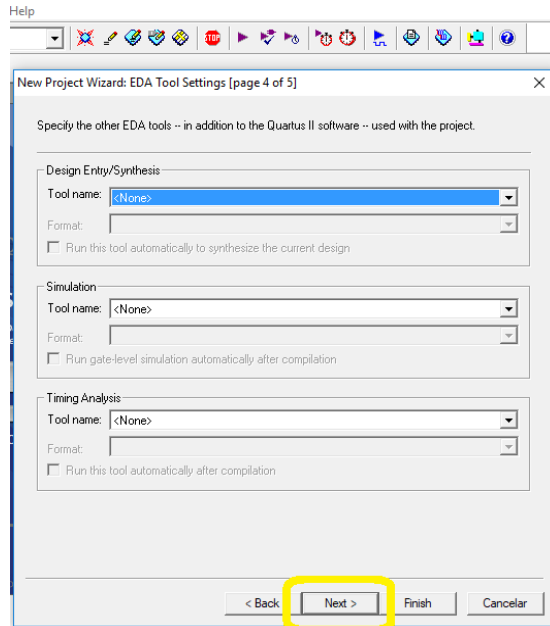 Help
STOP
New Project Wizard: EDA Tool Settings [page 4 of 5]
Specify the other EDA tools -- in addition to the Quartus II software -- used with the project.
Design Entry/Synthesis
Tool name: <None>
Format:
Run this tool automatically to synthesize the current design
Simulation
Tool name: <None>
Format:
Run gate-level simulation automatically after compilation
Timing Analysis
Tool name: <None>
Format:
Run this tool automatically after compilation
< Back Next > Finish Cancelar